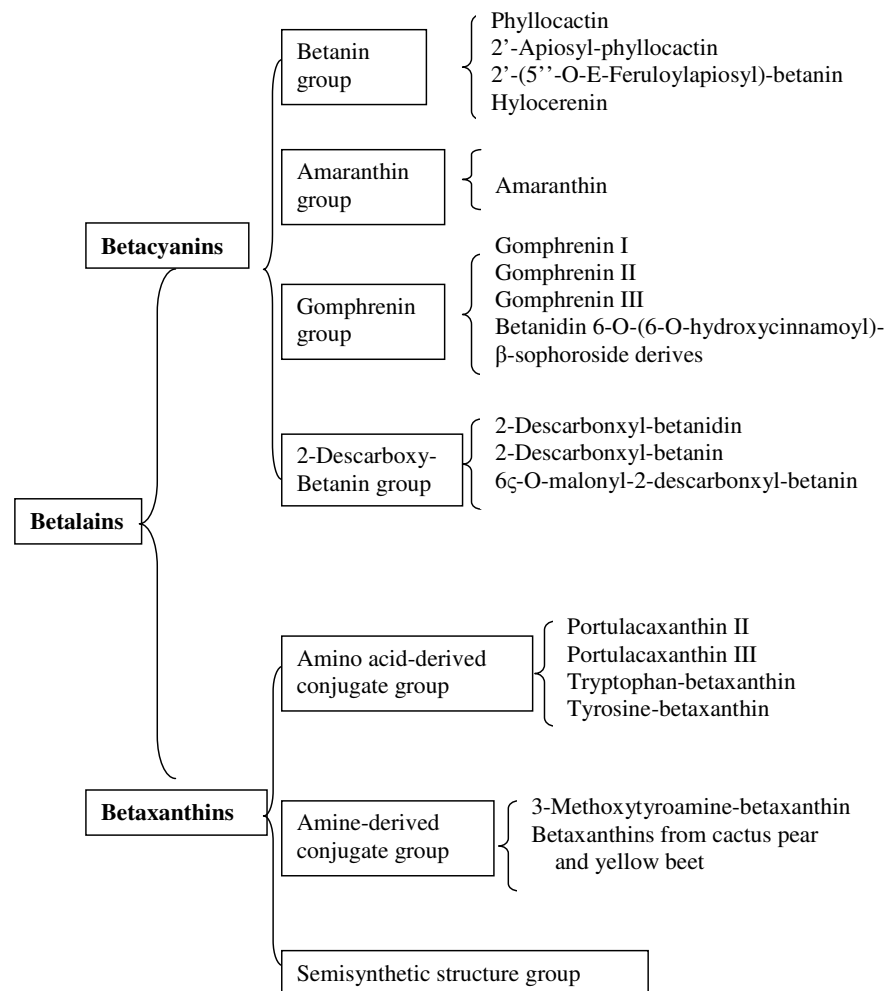 Betalains
Betacyanins
Betanin
group
Phyllocactin
2’-Apiosyl-phyllocactin
2’-(5’’-O-E-Feruloylapiosyl)-betanin
Hylocerenin
Amaranthin
group
Amaranthin
Gomphrenin
group
Gomphrenin I
Gomphrenin II
Gomphrenin III
Betanidin 6-O-(6-O-hydroxycinnamoyl)-
β-sophoroside derives
2-Descarboxy-
Betanin group
2-Descarbonxyl-betanidin
2-Descarbonxyl-betanin
6ς-O-malonyl-2-descarbonxyl-betanin
Betaxanthins
Amino acid-derived
conjugate group
Portulacaxanthin II
Portulacaxanthin III
Tryptophan-betaxanthin
Tyrosine-betaxanthin
Amine-derived
conjugate group
3-Methoxytyroamine-betaxanthin
Betaxanthins from cactus pear
and yellow beet
Semisynthetic structure group